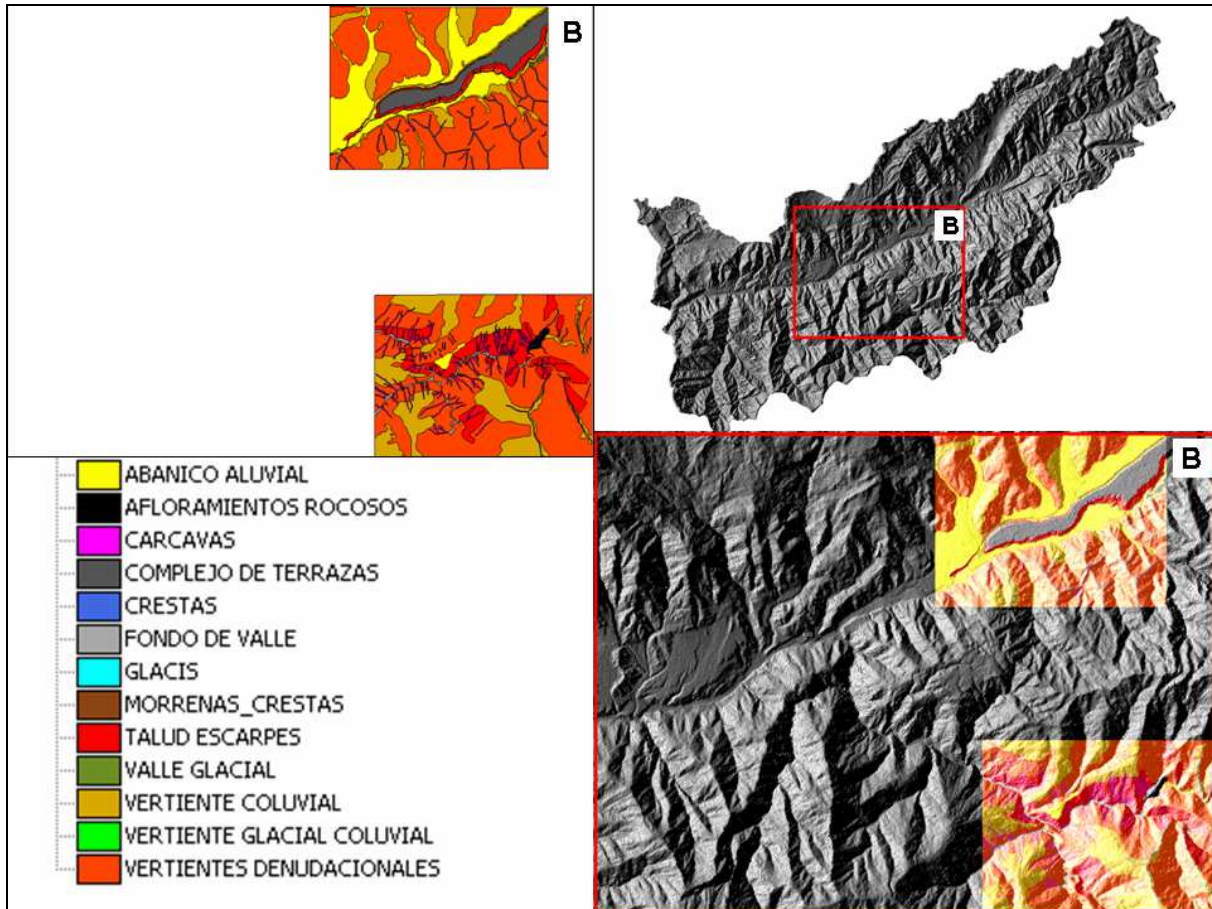 B
B
ABANICO ALUVIAL
AFLORAMIENTOS ROCOSOS
CARCAVAS
COMPLEJO DE TERRAZAS
CRESTAS
FONDO DE VALLE
GLACIS
MORRENAS_CRESTAS
TALUD ESCARPES
VALLE GLACIAL
VERTIENTE COLUVIAL
VERTIENTE GLACIAL COLUVIAL
VERTIENTES DENUDACIONALES
B